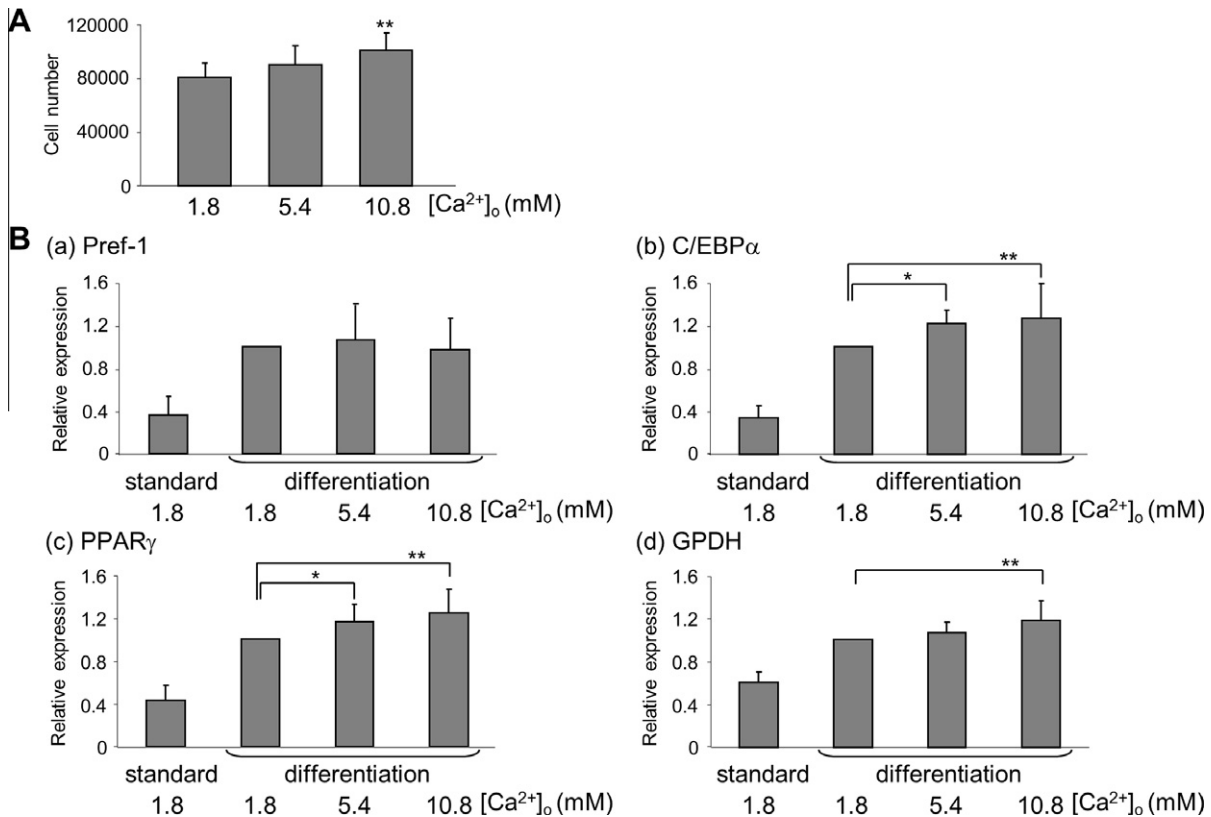 A
120000
80000
40000
0
Cell number
**
1.8 5.4 10.8 [Ca²⁺]ₒ (mM)
B
(a) Pref-1
1.6
1.2
0.8
0.4
0
Relative expression
standard differentiation
1.8 1.8 5.4 10.8 [Ca²⁺]ₒ (mM)
(b) C/EBPα
1.6
1.2
0.8
0.4
0
Relative expression
**
*
standard differentiation
1.8 1.8 5.4 10.8 [Ca²⁺]ₒ (mM)
(c) PPARγ
1.6
1.2
0.8
0.4
0
Relative expression
**
*
standard differentiation
1.8 1.8 5.4 10.8 [Ca²⁺]ₒ (mM)
(d) GPDH
1.6
1.2
0.8
0.4
0
Relative expression
**
standard differentiation
1.8 1.8 5.4 10.8 [Ca²⁺]ₒ (mM)